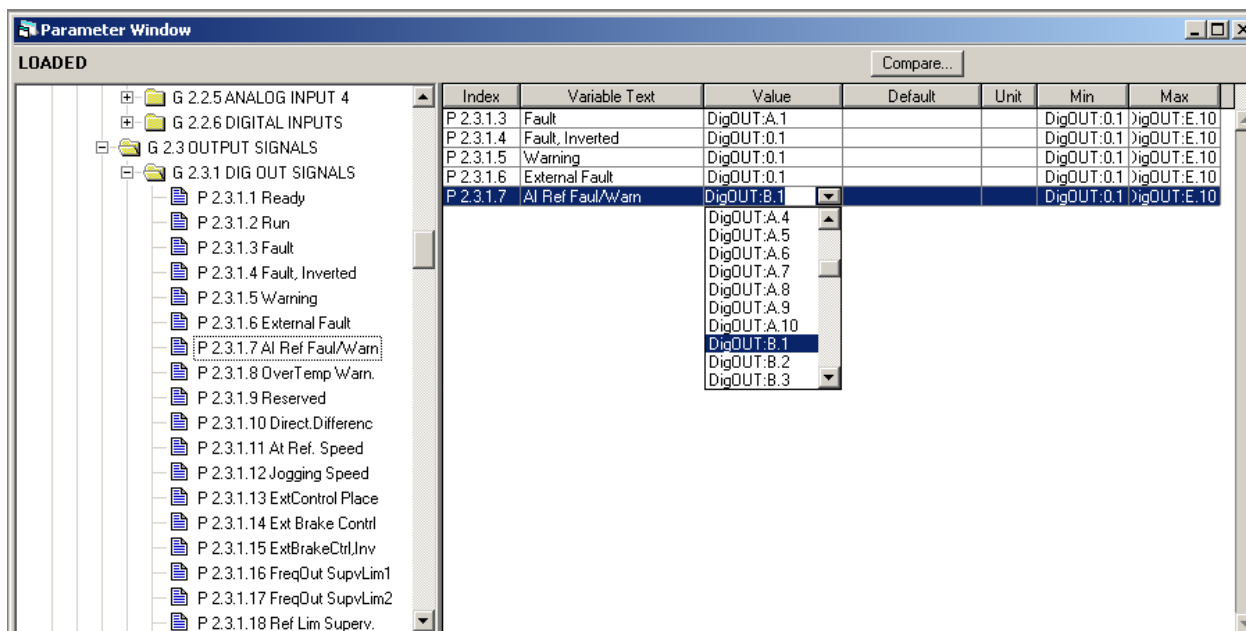 Parameter Window
LOADED
Compare...
G 2.2.5 ANALOG INPUT 4
G 2.2.6 DIGITAL INPUTS
G 2.3 OUTPUT SIGNALS
G 2.3.1 DIG OUT SIGNALS
P 2.3.1.1 Ready
P 2.3.1.2 Run
P 2.3.1.3 Fault
P 2.3.1.4 Fault, Inverted
P 2.3.1.5 Warning
P 2.3.1.6 External Fault
P 2.3.1.7 AI Ref Faul/Warn
P 2.3.1.8 OverTemp Warn.
P 2.3.1.9 Reserved
P 2.3.1.10 Direct.Differenc
P 2.3.1.11 At Ref. Speed
P 2.3.1.12 Jogging Speed
P 2.3.1.13 ExtControl Place
P 2.3.1.14 Ext Brake Contrl
P 2.3.1.15 ExtBrakeCtrl,Inv
P 2.3.1.16 FreqOut SupvLim1
P 2.3.1.17 FreqOut SupvLim2
P 2.3.1.18 Ref Lim Superv.
Index Variable Text Value Default Unit Min Max
P 2.3.1.3 Fault DigOUT:A.1 DigOUT:0.1 DigOUT:E.10
P 2.3.1.4 Fault, Inverted DigOUT:0.1 DigOUT:0.1 DigOUT:E.10
P 2.3.1.5 Warning DigOUT:0.1 DigOUT:0.1 DigOUT:E.10
P 2.3.1.6 External Fault DigOUT:0.1 DigOUT:0.1 DigOUT:E.10
P 2.3.1.7 AI Ref Faul/Warn DigOUT:B.1 DigOUT:0.1 DigOUT:E.10
DigOUT:A.4
DigOUT:A.5
DigOUT:A.6
DigOUT:A.7
DigOUT:A.8
DigOUT:A.9
DigOUT:A.10
DigOUT:B.1
DigOUT:B.2
DigOUT:B.3